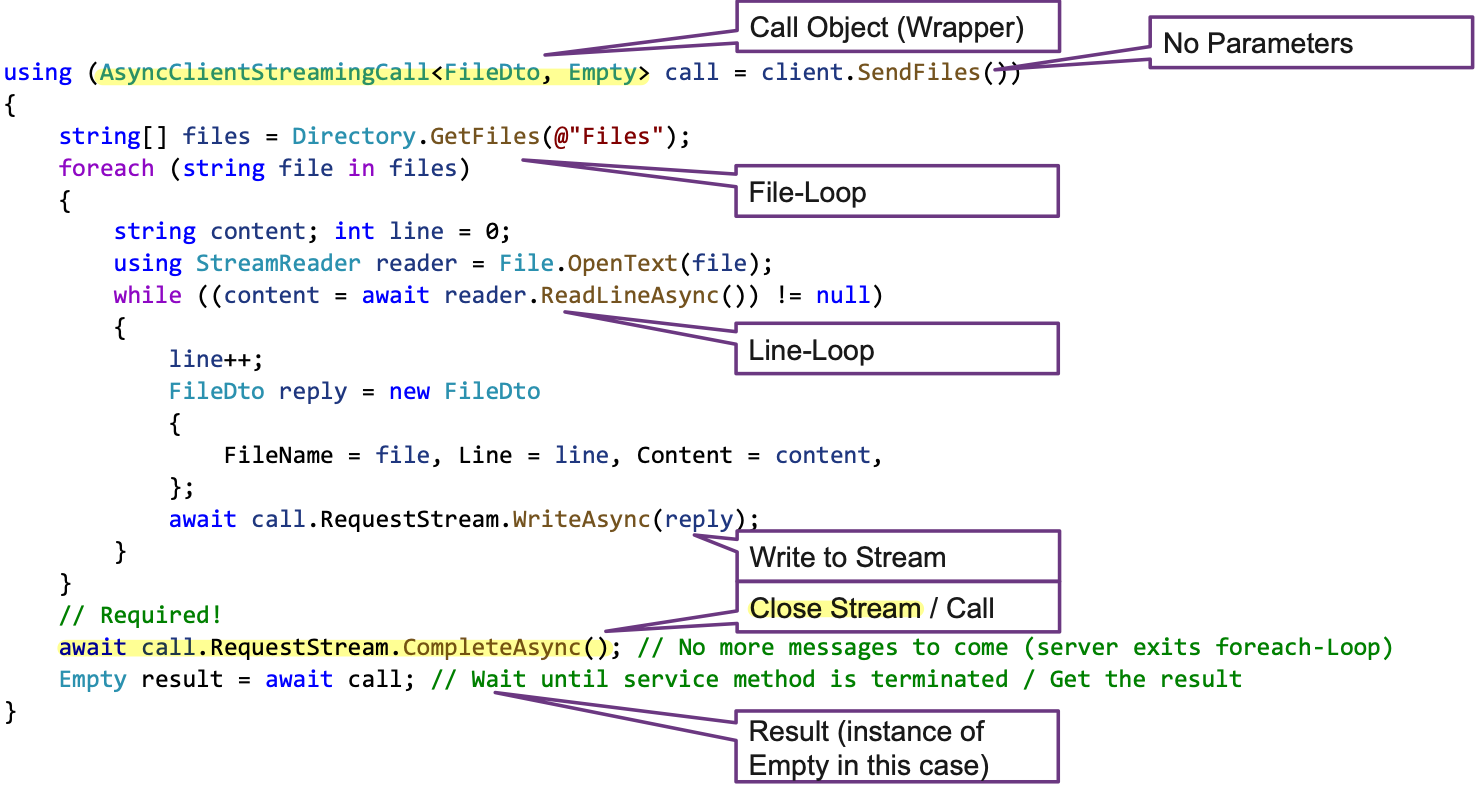 Call Object (Wrapper)
No Parameters
using (AsyncClientStreamingCall<FileDto, Empty> call = client.SendFiles())
{
    string[] files = Directory.GetFiles(@"Files");
    foreach (string file in files)
File-Loop
    {
        string content; int line = 0;
        using StreamReader reader = File.OpenText(file);
        while ((content = await reader.ReadLineAsync()) != null)
        {
Line-Loop
            line++;
            FileDto reply = new FileDto
            {
                FileName = file, Line = line, Content = content,
            };
            await call.RequestStream.WriteAsync(reply);
        }
Write to Stream
    }
Close Stream / Call
    // Required!
    await call.RequestStream.CompleteAsync(); // No more messages to come (server exits foreach-Loop)
    Empty result = await call; // Wait until service method is terminated / Get the result
}
Result (instance of
Empty in this case)